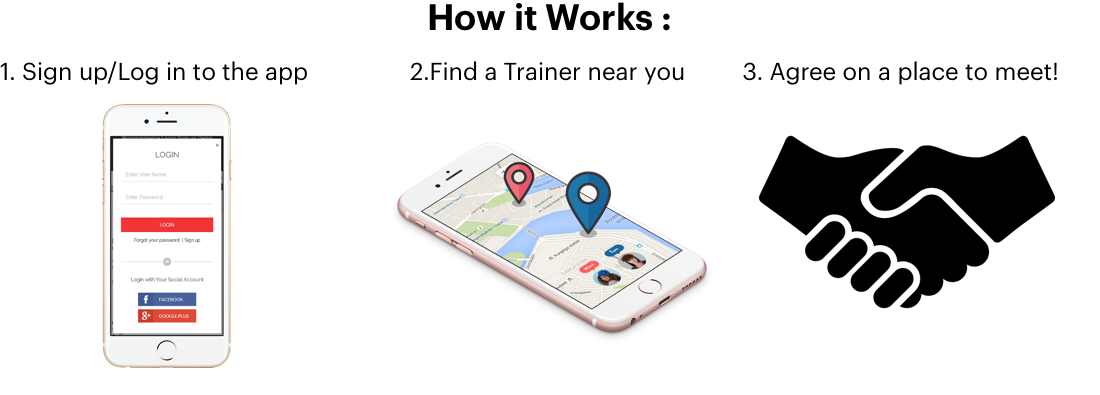 How it Works :
1. Sign up/Log in to the app
2.Find a Trainer near you
3. Agree on a place to meet!
LOGIN
Enter User Name
Enter Password
LOGIN
Forgot your password | Sign up
Login with Your Social Account
f FACEBOOK
g+ GOOGLE PLUS